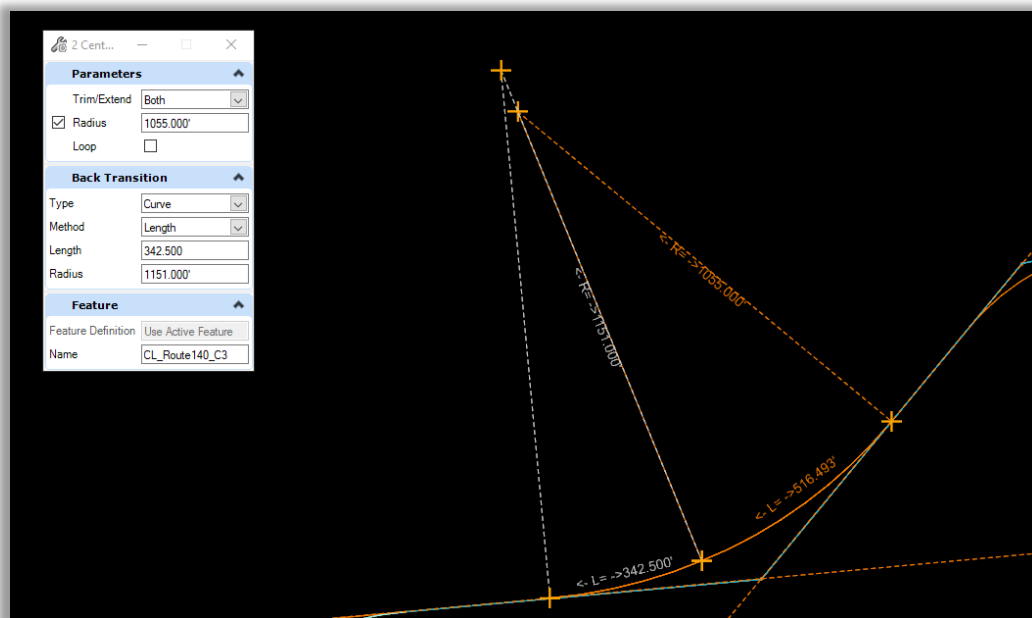 2 Cent...
Parameters
Trim/Extend Both
Radius 1055.000'
Loop
Back Transition
Type Curve
Method Length
Length 342.500
Radius 1151.000'
Feature
Feature Definition Use Active Feature
Name CL_Route140_C3
<- R= ->1055.000'
<- R= ->1151.000'
<- L= ->516.493'
<- L= ->342.500'